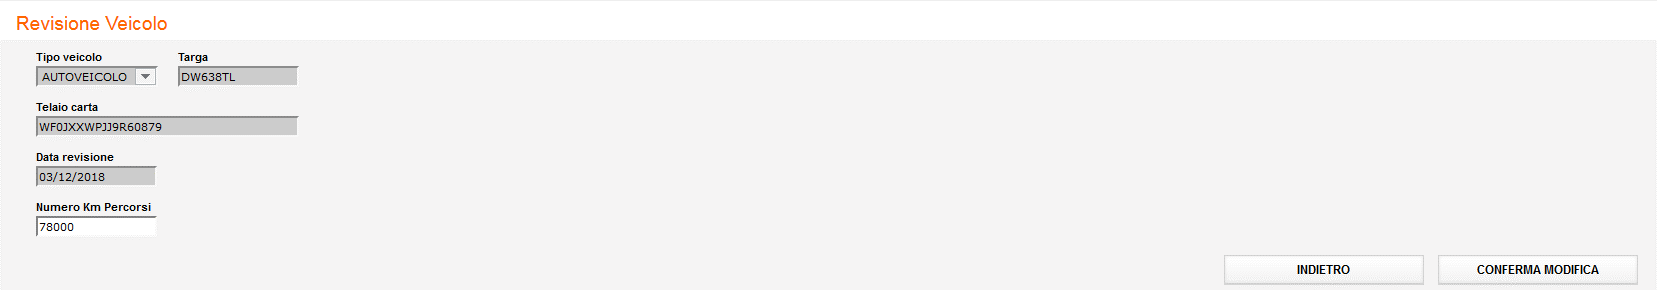 Revisione Veicolo
Tipo veicolo Targa
AUTOVEICOLO DW638TL
Telaio carta
WF0JXXWPJJ9R60879
Data revisione
03/12/2018
Numero Km Percorsi
78000
INDIETRO CONFERMA MODIFICA